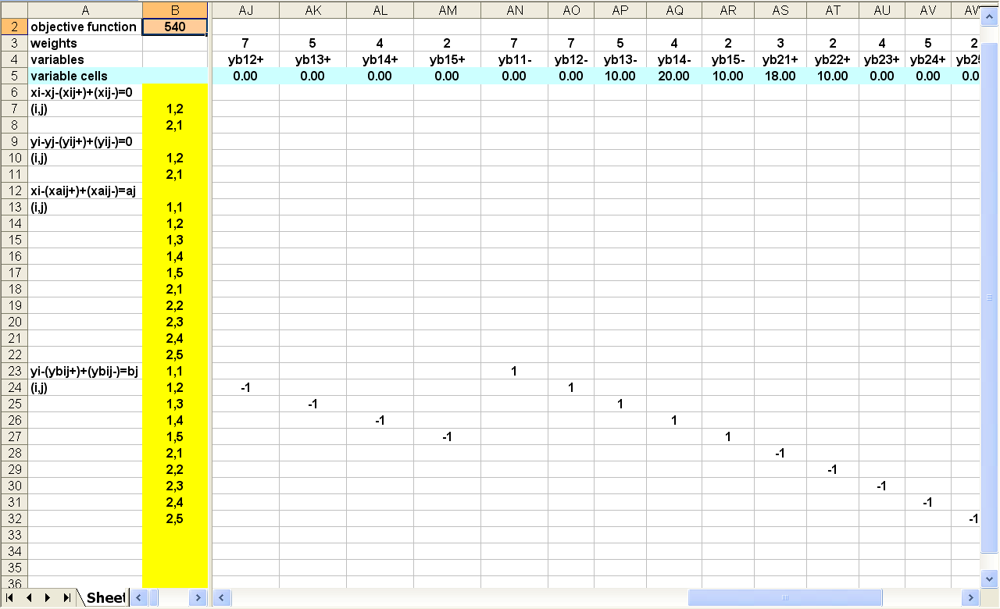 A B AJ AK AL AM AN AO AP AQ AR AS AT AU AV AW
2 objective function 540
3 weights 7 5 4 2 7 7 5 4 2 3 2 4 5 2
4 variables yb12+ yb13+ yb14+ yb15+ yb11- yb12- yb13- yb14- yb15- yb21+ yb22+ yb23+ yb24+ yb25
5 variable cells 0.00 0.00 0.00 0.00 0.00 0.00 10.00 20.00 10.00 18.00 10.00 0.00 0.00 0.0
6 xi-xj-(xij+)+(xij-)=0
7 (i,j) 1,2
8 2,1
9 yi-yj-(yij+)+(yij-)=0
10 (i,j) 1,2
11 2,1
12 xi-(xaij+)+(xaij-)=aj
13 (i,j) 1,1
14 1,2
15 1,3
16 1,4
17 1,5
18 2,1
19 2,2
20 2,3
21 2,4
22 2,5
23 yi-(ybij+)+(ybij-)=bj 1,1 1
24 (i,j) 1,2 -1 1
25 1,3 -1 1
26 1,4 -1 1
27 1,5 -1 1
28 2,1 -1
29 2,2 -1
30 2,3 -1
31 2,4 -1
32 2,5 -1
33
34
35
36
Sheet